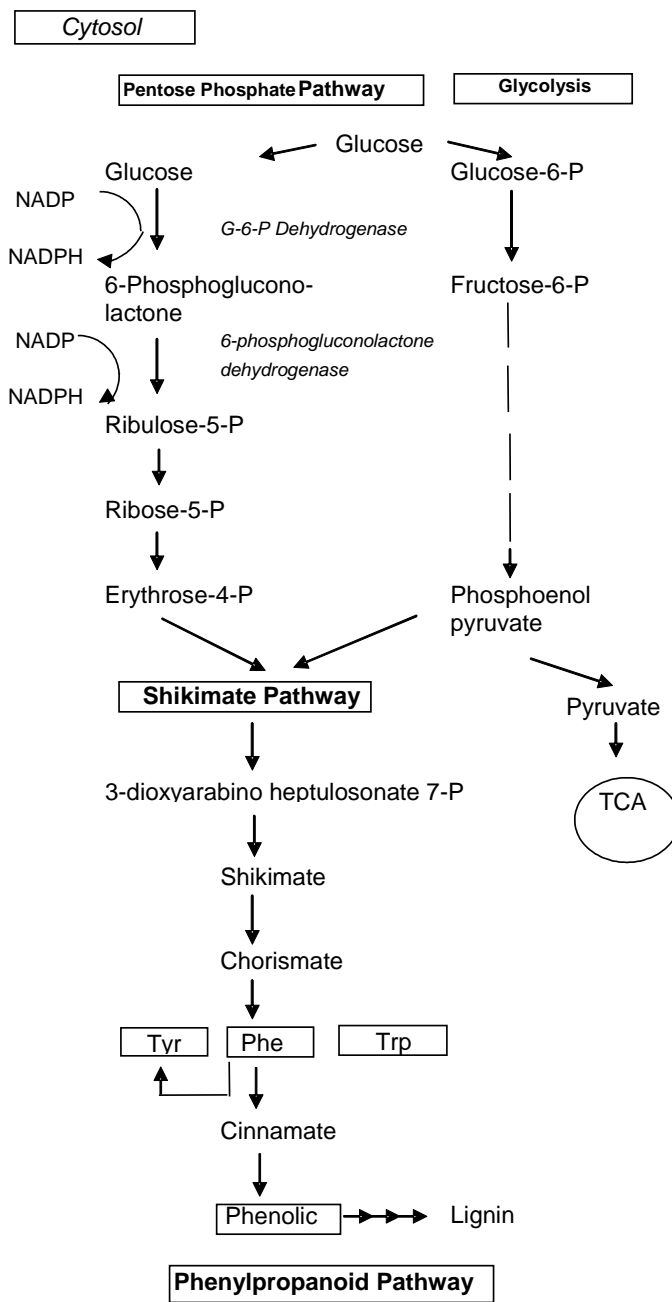 Cytosol
Pentose Phosphate Pathway
Glycolysis
Glucose
Glucose
Glucose-6-P
NADP
G-6-P Dehydrogenase
NADPH
6-Phosphoglucono-
lactone
Fructose-6-P
NADP
6-phosphogluconolactone
dehydrogenase
NADPH
Ribulose-5-P
Ribose-5-P
Erythrose-4-P
Phosphoenol
pyruvate
Shikimate Pathway
Pyruvate
3-dioxyarabino heptulosonate 7-P
TCA
Shikimate
Chorismate
Tyr
Phe
Trp
Cinnamate
Phenolic
Lignin
Phenylpropanoid Pathway